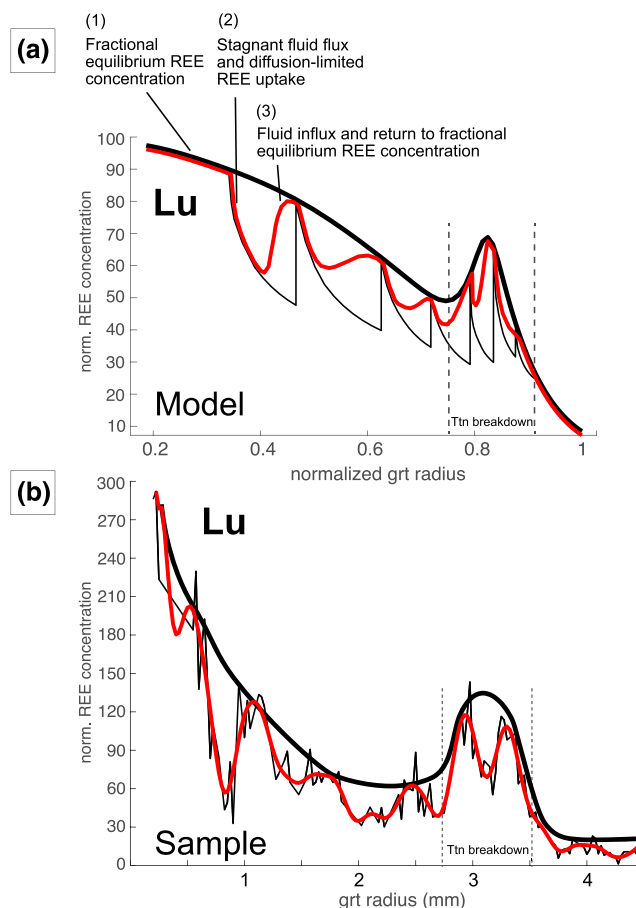 (a)
(1)
Fractional
equilibrium REE
concentration
(2)
Stagnant fluid flux
and diffusion-limited
REE uptake
(3)
Fluid influx and return to fractional
equilibrium REE concentration
norm. REE concentration
100
90
80
70
60
50
40
30
20
10
Lu
Model
Ttn breakdown
0.2 0.4 0.6 0.8 1
normalized grt radius
(b)
norm. REE concentration
300
270
240
210
180
150
120
90
60
30
0
Lu
Sample
Ttn breakdown
1 2 3 4
grt radius (mm)